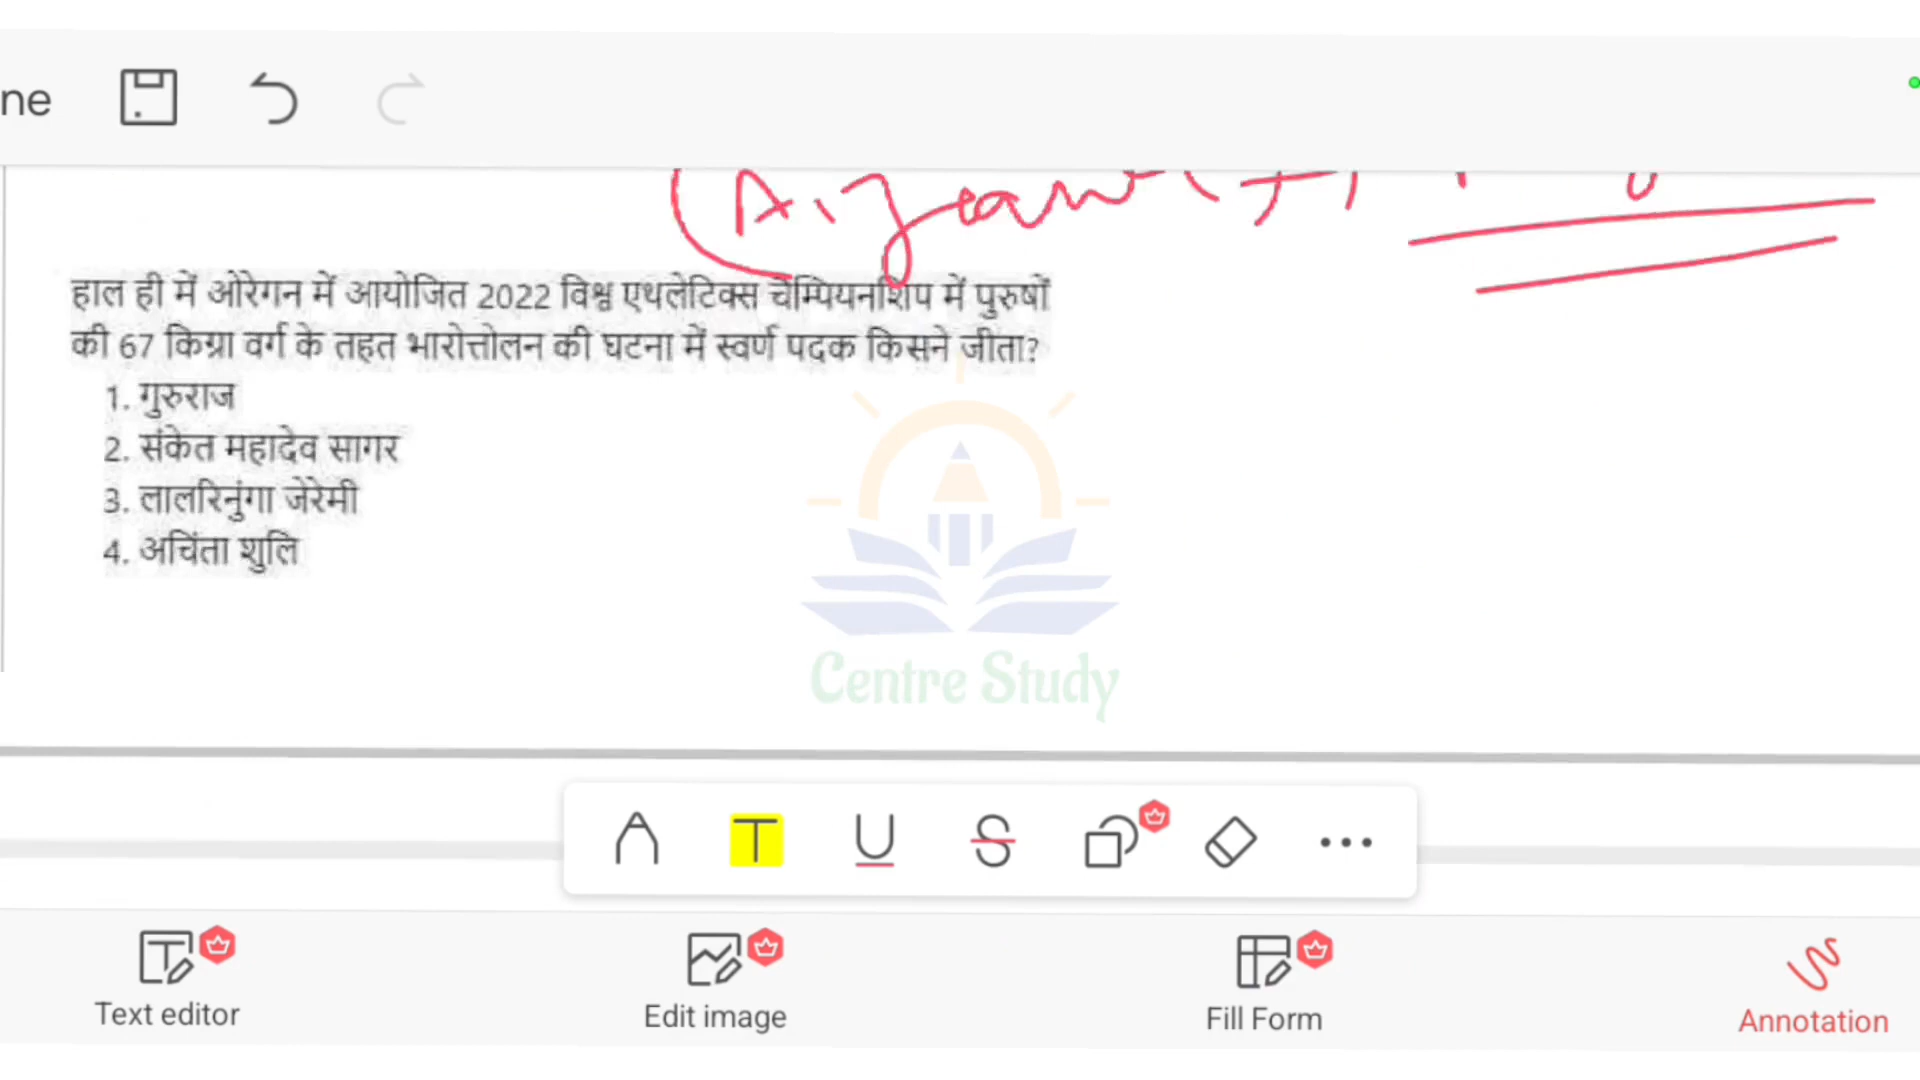 ne
हाल ही में ओरेगन में आयोजित 2022 विश्व एथलेटिक्स चैम्पियनशिप में पुरुषों
की 67 किग्रा वर्ग के तहत भारोत्तोलन की घटना में स्वर्ण पदक किसने जीता?
1. गुरुराज
2. संकेत महादेव सागर
3. लालरिनुंगा जेरेमी
4. अचिंता शुलि
Centre Study
Text editor
Edit image
Fill Form
Annotation